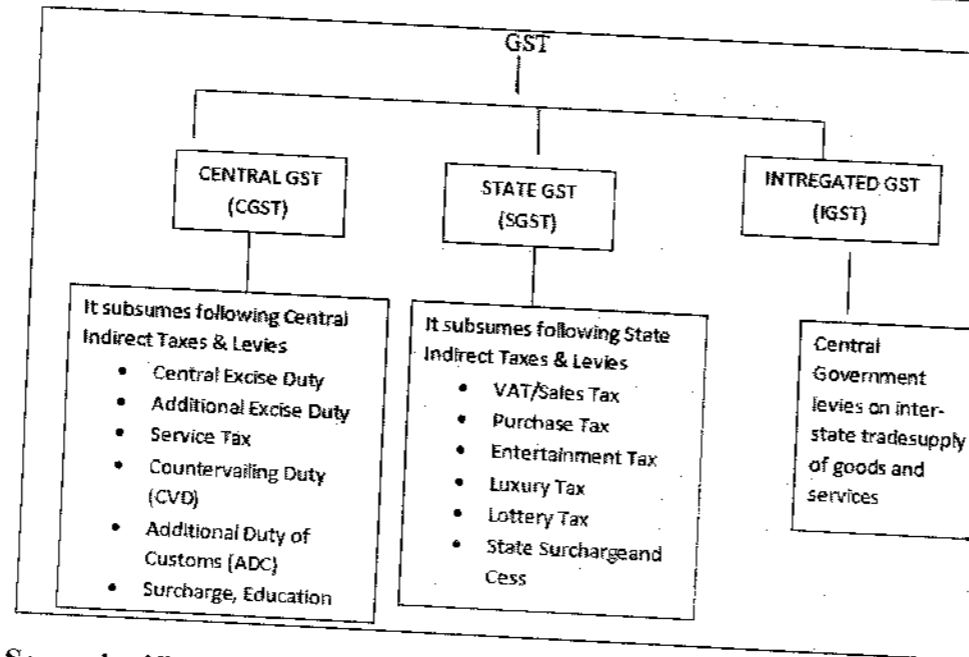 GST
CENTRAL GST
(CGST)
STATE GST
(SGST)
INTREGATED GST
(IGST)
It subsumes following Central
Indirect Taxes & Levies
• Central Excise Duty
• Additional Excise Duty
• Service Tax
• Countervailing Duty
(CVD)
• Additional Duty of
Customs (ADC)
• Surcharge, Education
It subsumes following State
Indirect Taxes & Levies
• VAT/Sales Tax
• Purchase Tax
• Entertainment Tax
• Luxury Tax
• Lottery Tax
• State Surchargeand
Cess
Central
Government
levies on inter-
state tradesupply
of goods and
services